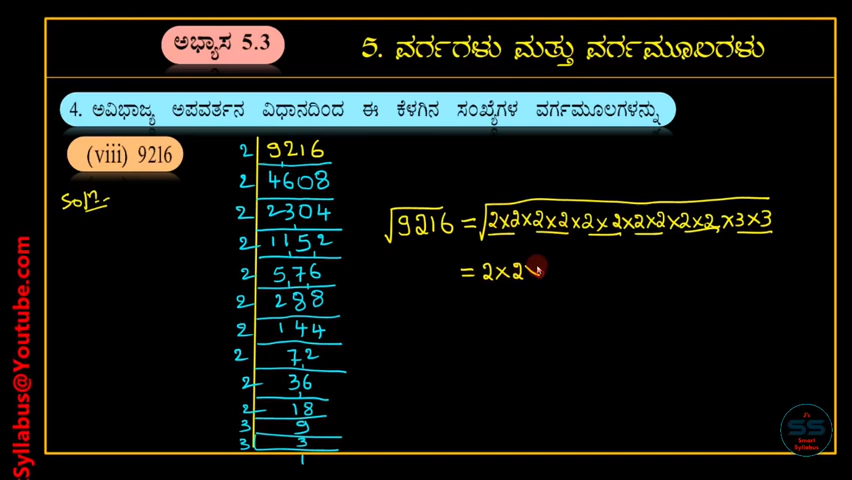 ಅಭ್ಯಾಸ 5.3
5. ವರ್ಗಗಳು ಮತ್ತು ವರ್ಗಮೂಲಗಳು
4. ಅವಿಭಾಜ್ಯ ಅಪವರ್ತನ ವಿಧಾನದಿಂದ ಈ ಕೆಳಗಿನ ಸಂಖ್ಯೆಗಳ ವರ್ಗಮೂಲಗಳನ್ನು
(viii) 9216
Solⁿ:-
2 9216
2 4608
2 2304
2 1152
2 576
2 288
2 144
2 72
2 36
2 18
3 9
3 3
1
√9216 = √2×2×2×2×2×2×2×2×2×2×3×3
= 2×2×
Syllabus@Youtube.com
J's
SS
Smart
Syllabus